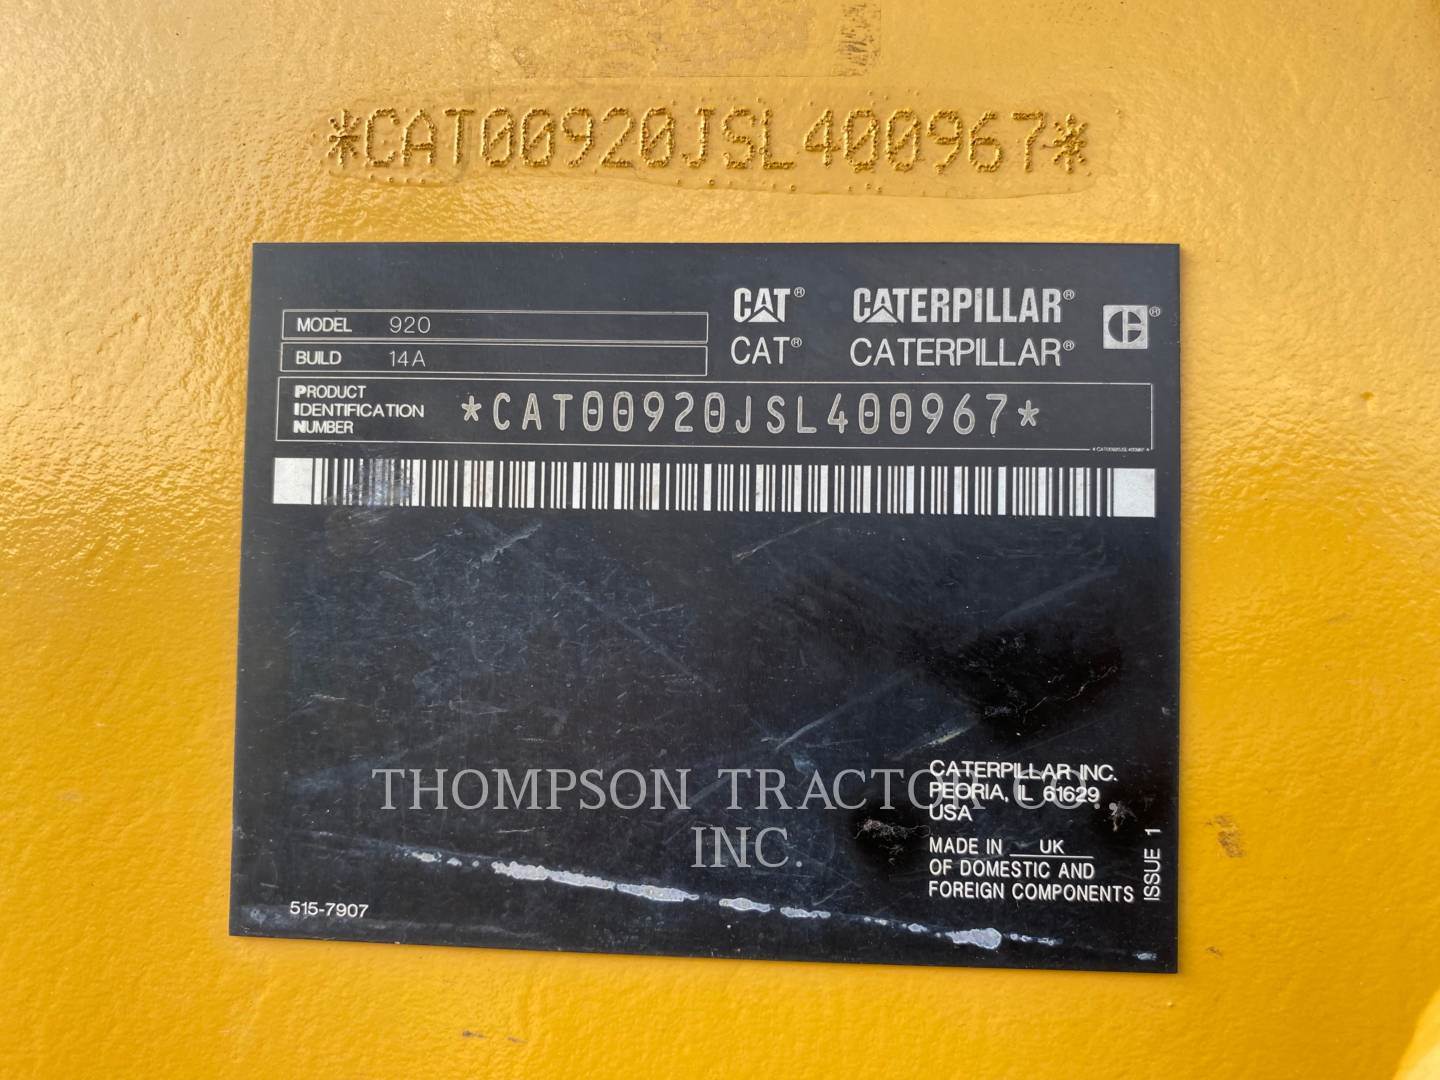 *CAT00920JSL400967*
CAT® CATERPILLAR®
CAT® CATERPILLAR®
MODEL 920
BUILD 14A
PRODUCT
IDENTIFICATION
NUMBER
*CAT00920JSL400967*
*CAT00920JSL400967*
THOMPSON TRACTOR CO.,
INC.
CATERPILLAR INC.
PEORIA, IL 61629
USA
MADE IN UK
OF DOMESTIC AND
FOREIGN COMPONENTS
ISSUE 1
515-7907